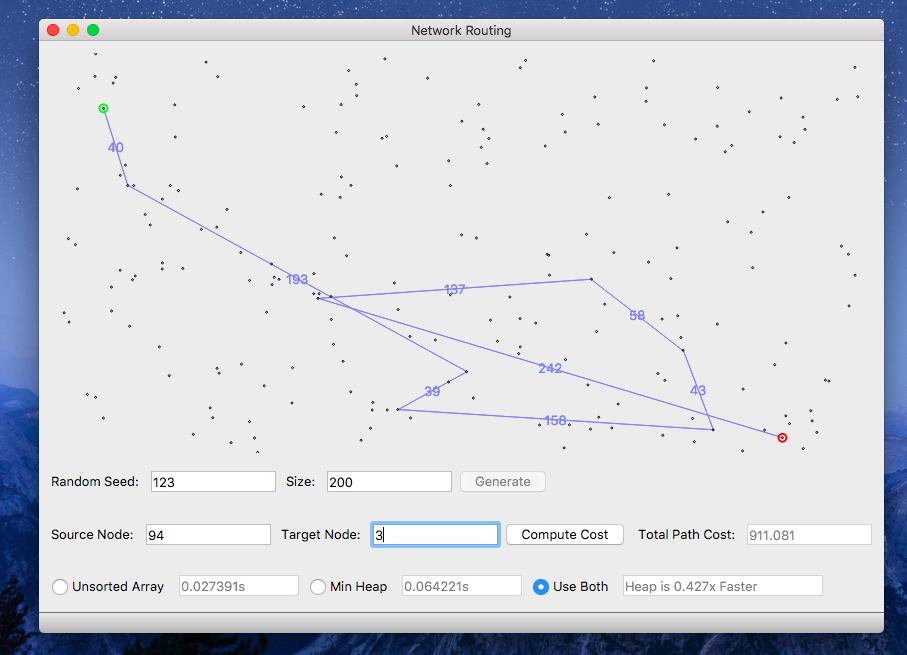 Network Routing
40
193
137
58
242
39
43
158
Random Seed: 123 Size: 200 Generate
Source Node: 94 Target Node: 3 Compute Cost Total Path Cost: 911.081
Unsorted Array 0.027391s Min Heap 0.064221s Use Both Heap is 0.427x Faster